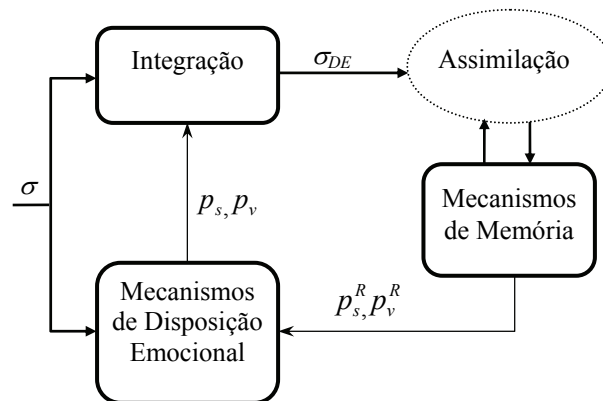 Integração
σ_DE
Assimilação
σ
p_s, p_v
Mecanismos
de Memória
Mecanismos
de Disposição
Emocional
p_s^R, p_v^R